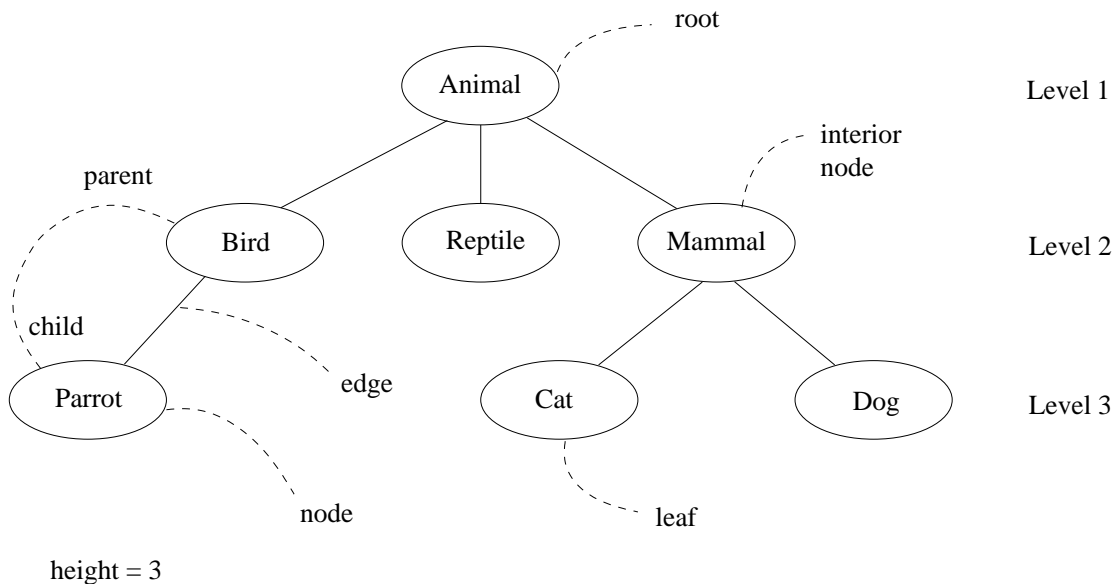 root
Animal
Level 1
interior
node
parent
Bird
Reptile
Mammal
Level 2
child
edge
Parrot
Cat
Dog
Level 3
node
leaf
height = 3